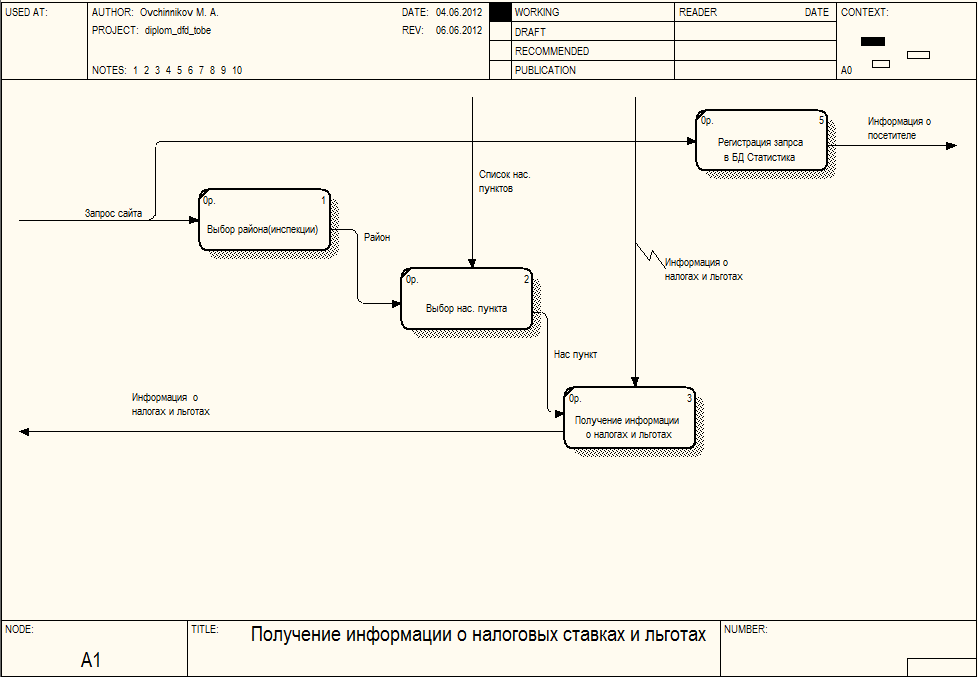 USED AT:
AUTHOR: Ovchinnikov M. A.
DATE: 04.06.2012
PROJECT: diplom_dfd_tobe
REV: 06.06.2012
NOTES: 1 2 3 4 5 6 7 8 9 10
WORKING
DRAFT
RECOMMENDED
PUBLICATION
READER
DATE
CONTEXT:
A0
0р.
5
Регистрация запрса
в БД Статистика
Информация о
посетителе
Список нас.
пунктов
Запрос сайта
0р.
1
Выбор района(инспекции)
Район
Информация о
налогах и льготах
0р.
2
Выбор нас. пункта
Нас пункт
Информация о
налогах и льготах
0р.
3
Получение информации
о налогах и льготах
NODE:
A1
TITLE:
Получение информации о налоговых ставках и льготах
NUMBER: